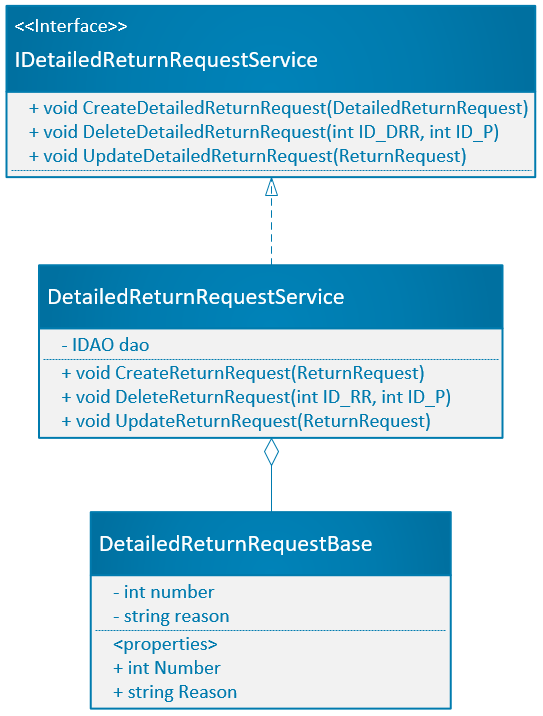 <<Interface>>
IDetailedReturnRequestService
+ void CreateDetailedReturnRequest(DetailedReturnRequest)
+ void DeleteDetailedReturnRequest(int ID_DRR, int ID_P)
+ void UpdateDetailedReturnRequest(ReturnRequest)
DetailedReturnRequestService
- IDAO dao
+ void CreateReturnRequest(ReturnRequest)
+ void DeleteReturnRequest(int ID_RR, int ID_P)
+ void UpdateReturnRequest(ReturnRequest)
DetailedReturnRequestBase
- int number
- string reason
<properties>
+ int Number
+ string Reason